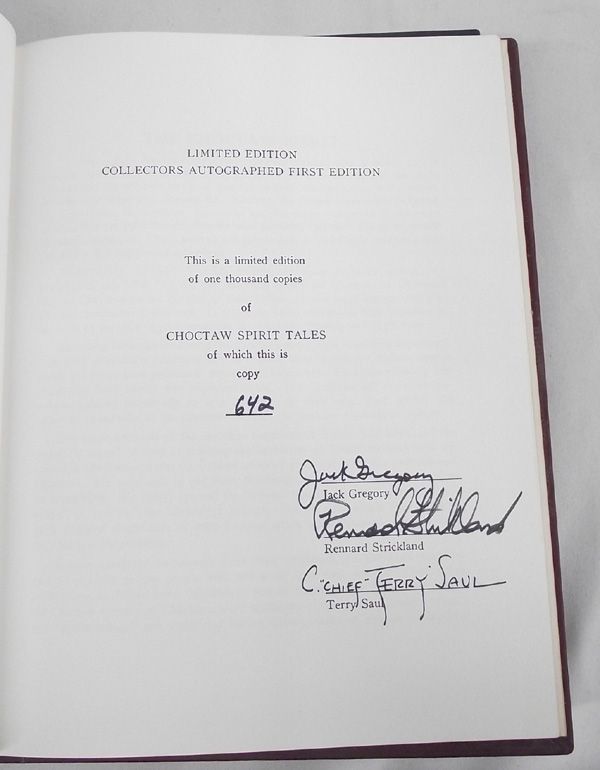 LIMITED EDITION
COLLECTORS AUTOGRAPHED FIRST EDITION
This is a limited edition
of one thousand copies
of
CHOCTAW SPIRIT TALES
of which this is
copy
642
Jack Gregory
Jack Gregory
Rennard Strickland
Rennard Strickland
C. "CHIEF" TERRY SAUL
Terry Saul